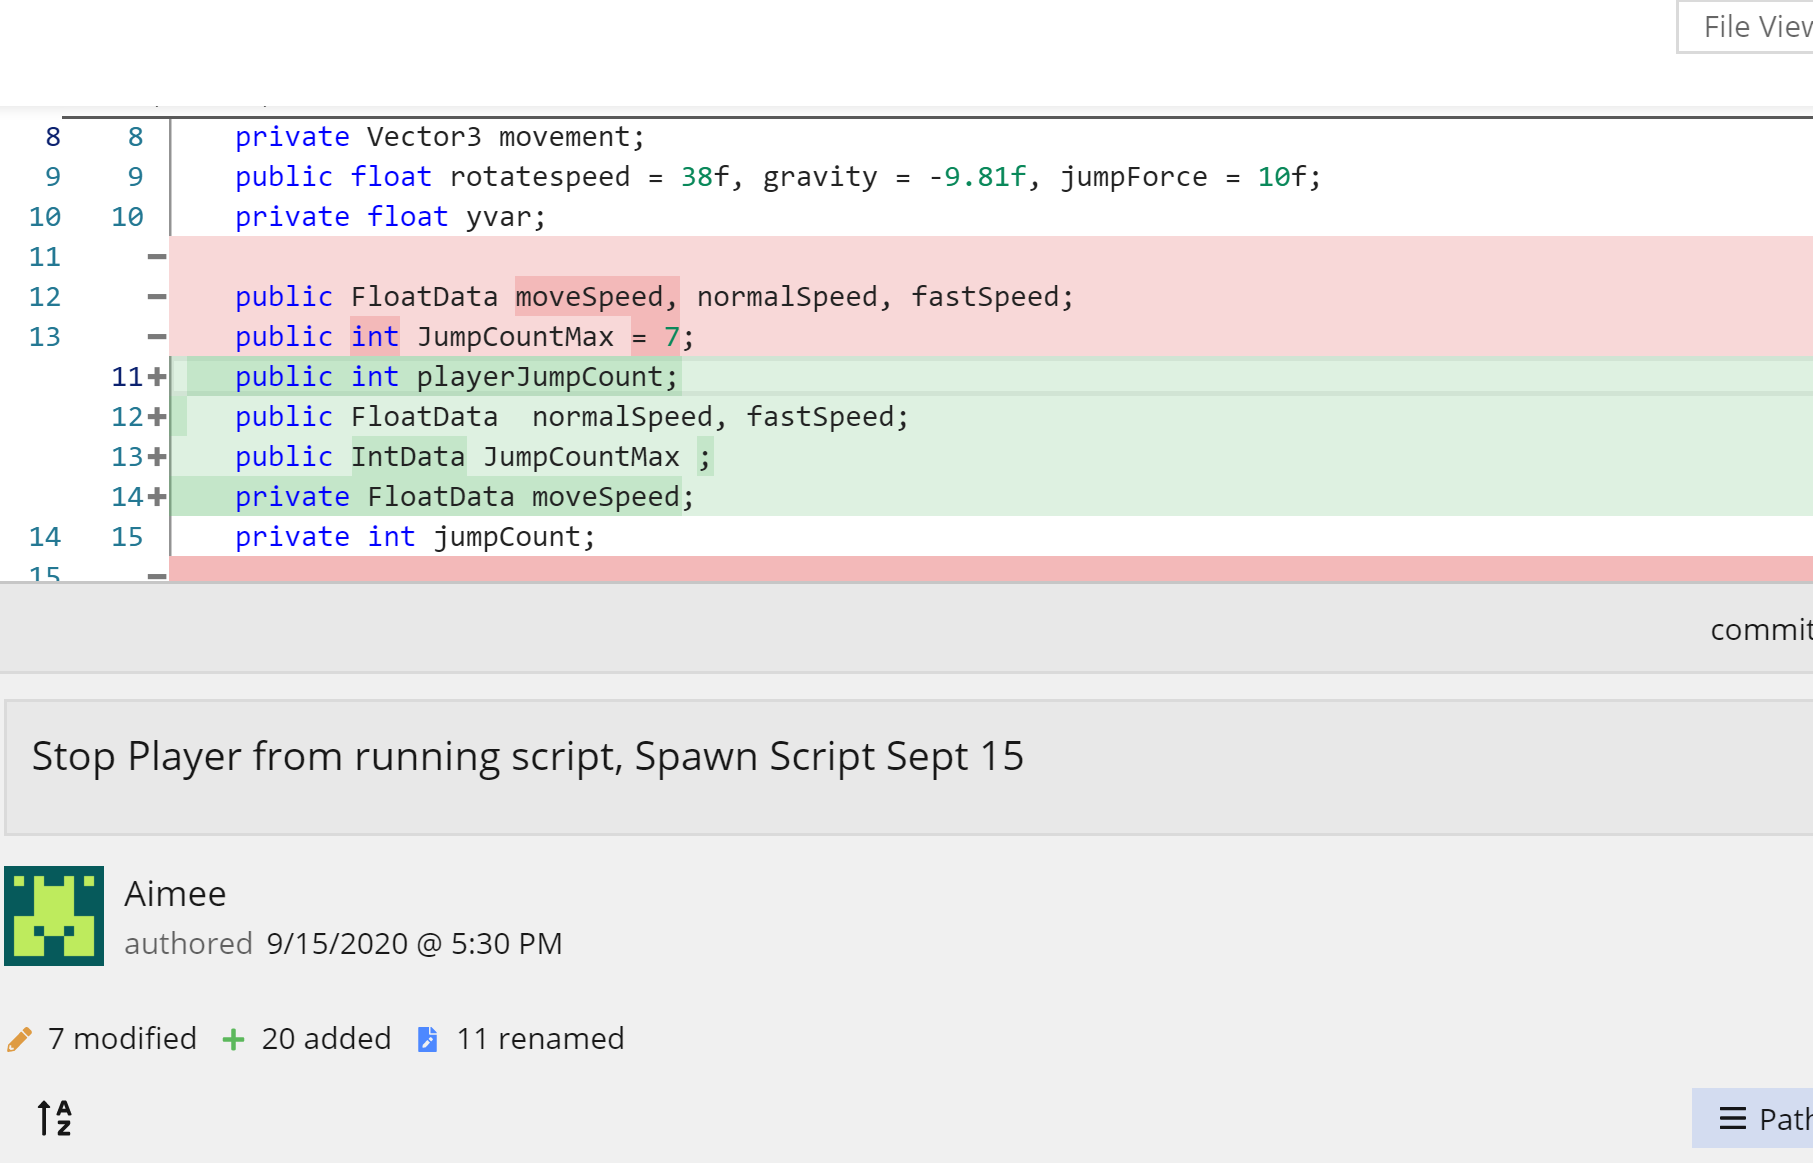 File View
8 8 private Vector3 movement;
9 9 public float rotatespeed = 38f, gravity = -9.81f, jumpForce = 10f;
10 10 private float yvar;
11 −
12 − public FloatData moveSpeed, normalSpeed, fastSpeed;
13 − public int JumpCountMax = 7;
11+ public int playerJumpCount;
12+ public FloatData  normalSpeed, fastSpeed;
13+ public IntData JumpCountMax ;
14+ private FloatData moveSpeed;
14 15 private int jumpCount;
15 −
commit
Stop Player from running script, Spawn Script Sept 15
Aimee
authored 9/15/2020 @ 5:30 PM
7 modified + 20 added 11 renamed
A
Z
Path